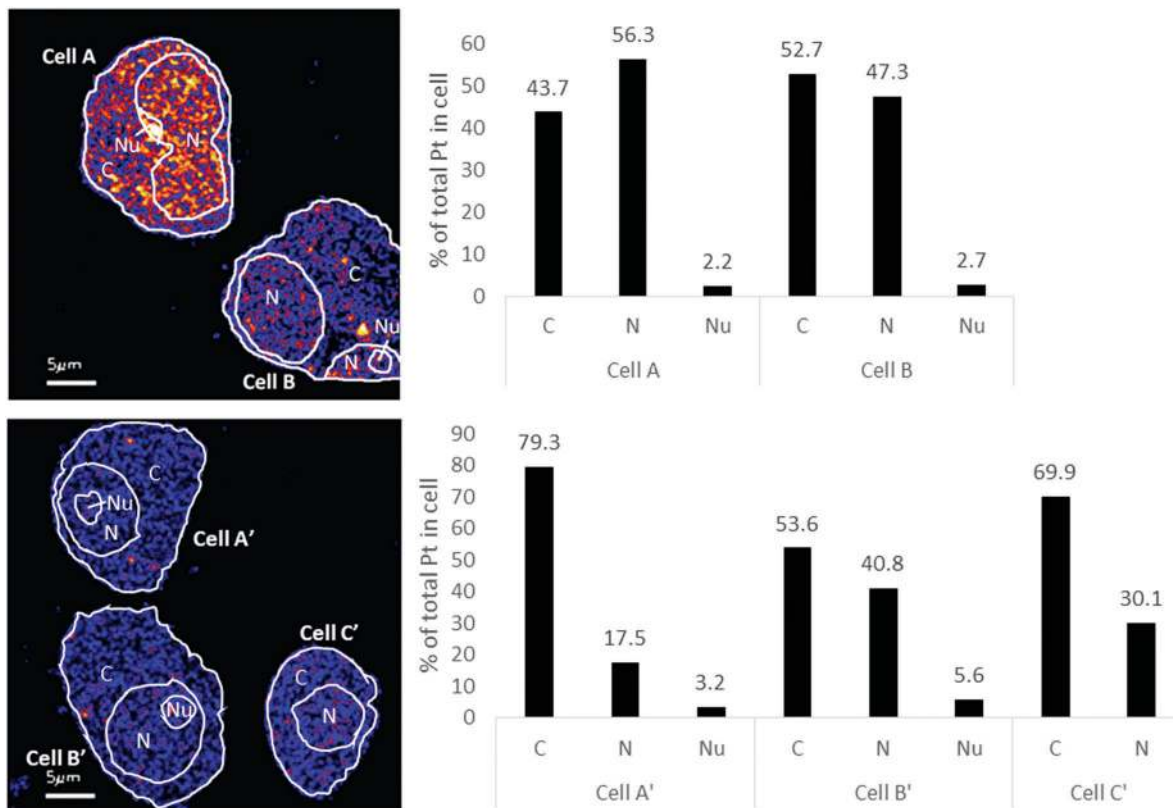 Cell A
Nu
N
C
C
N
Nu
N
Cell B
5μm
% of total Pt in cell
60
50
40
30
20
10
0
43.7
56.3
2.2
52.7
47.3
2.7
C N Nu C N Nu
Cell A Cell B
C
Nu
N
Cell A'
Cell C'
C
N
C
Nu
N
Cell B'
5μm
% of total Pt in cell
90
80
70
60
50
40
30
20
10
0
79.3
17.5
3.2
53.6
40.8
5.6
69.9
30.1
C N Nu C N Nu C N
Cell A' Cell B' Cell C'